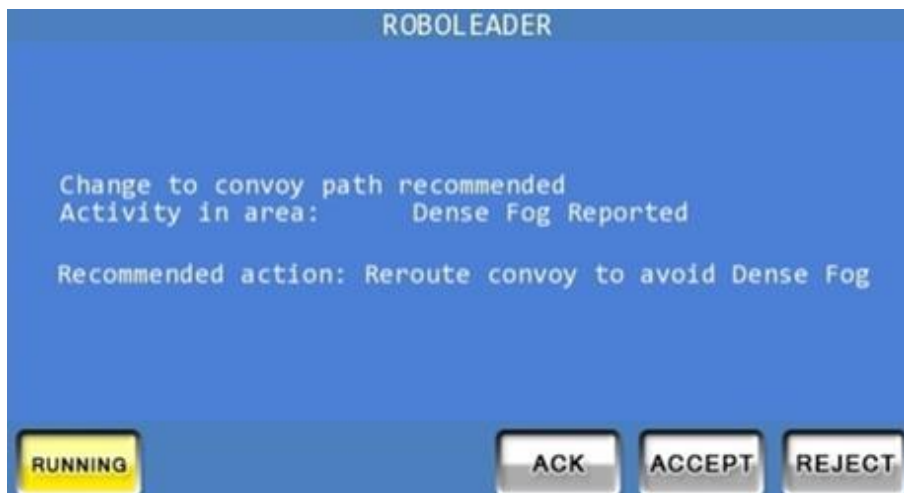 ROBOLEADER
Change to convoy path recommended
Activity in area: Dense Fog Reported
Recommended action: Reroute convoy to avoid Dense Fog
RUNNING
ACK
ACCEPT
REJECT